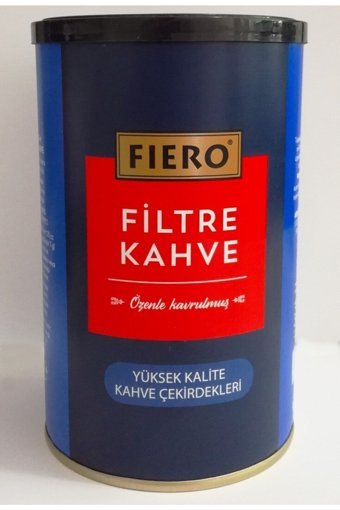 FIERO®
FİLTRE
KAHVE
Özenle kavrulmuş
YÜKSEK KALİTE
KAHVE ÇEKİRDEKLERİ